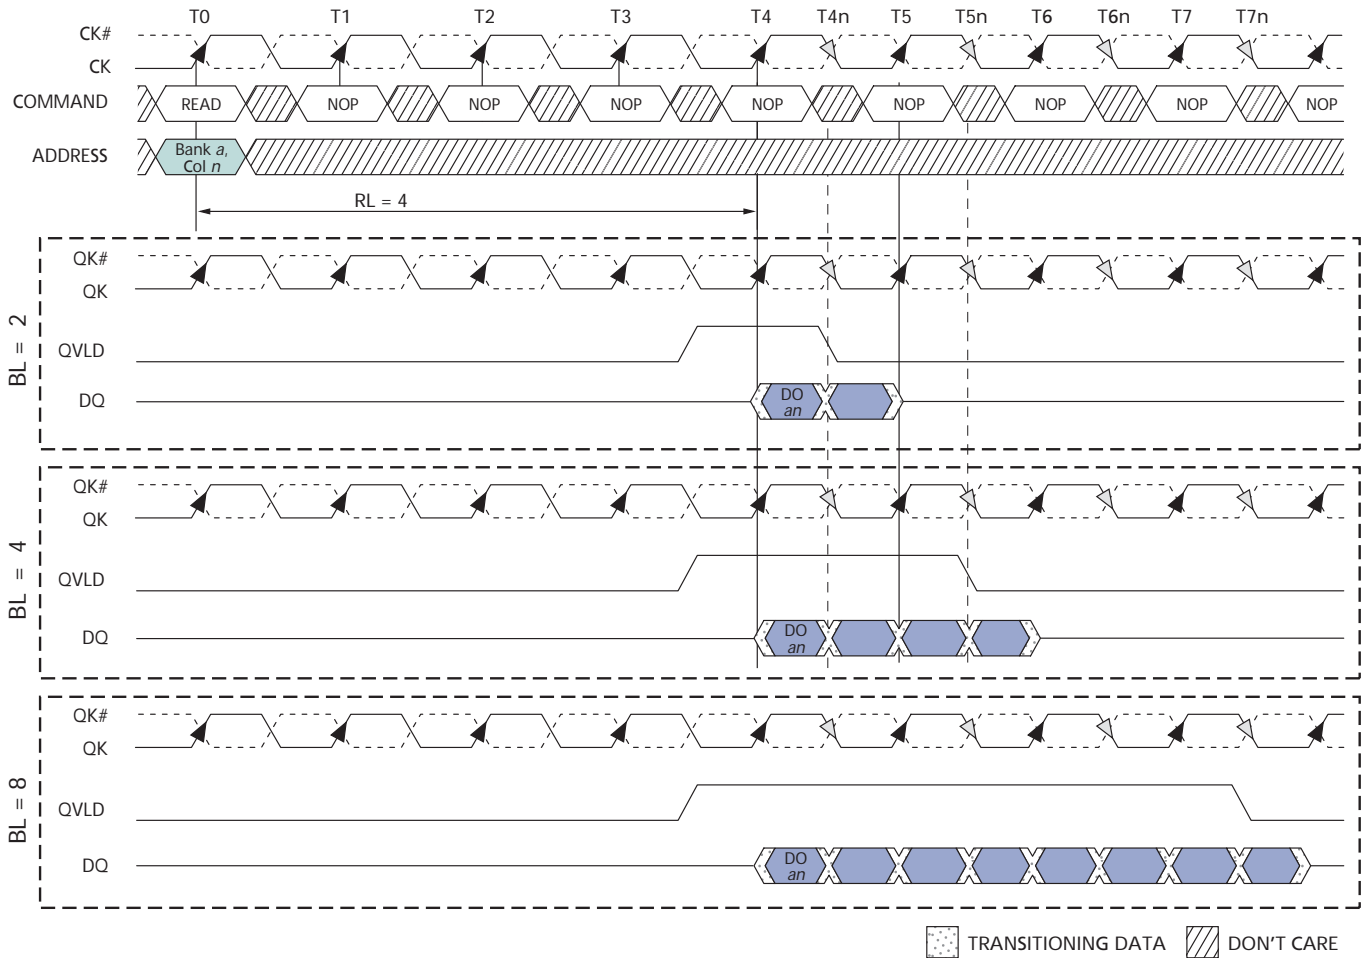 T0 T1 T2 T3 T4 T4n T5 T5n T6 T6n T7 T7n
CK#
CK
COMMAND READ NOP NOP NOP NOP NOP NOP NOP NOP
ADDRESS Bank a,
Col n
RL = 4
BL = 2
QK#
QK
QVLD
DQ DO
an
BL = 4
QK#
QK
QVLD
DQ DO
an
BL = 8
QK#
QK
QVLD
DQ DO
an
TRANSITIONING DATA DON'T CARE